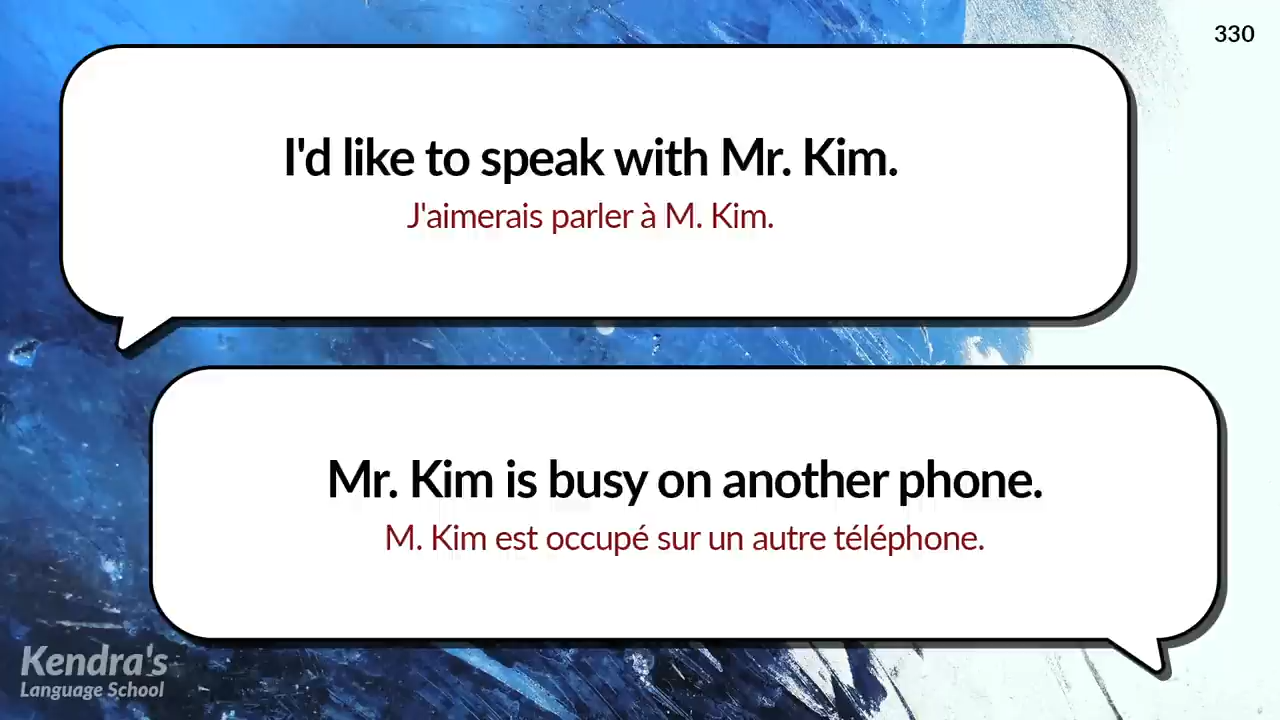 330
I'd like to speak with Mr. Kim.
J'aimerais parler à M. Kim.
Mr. Kim is busy on another phone.
M. Kim est occupé sur un autre téléphone.
Kendra's
Language School